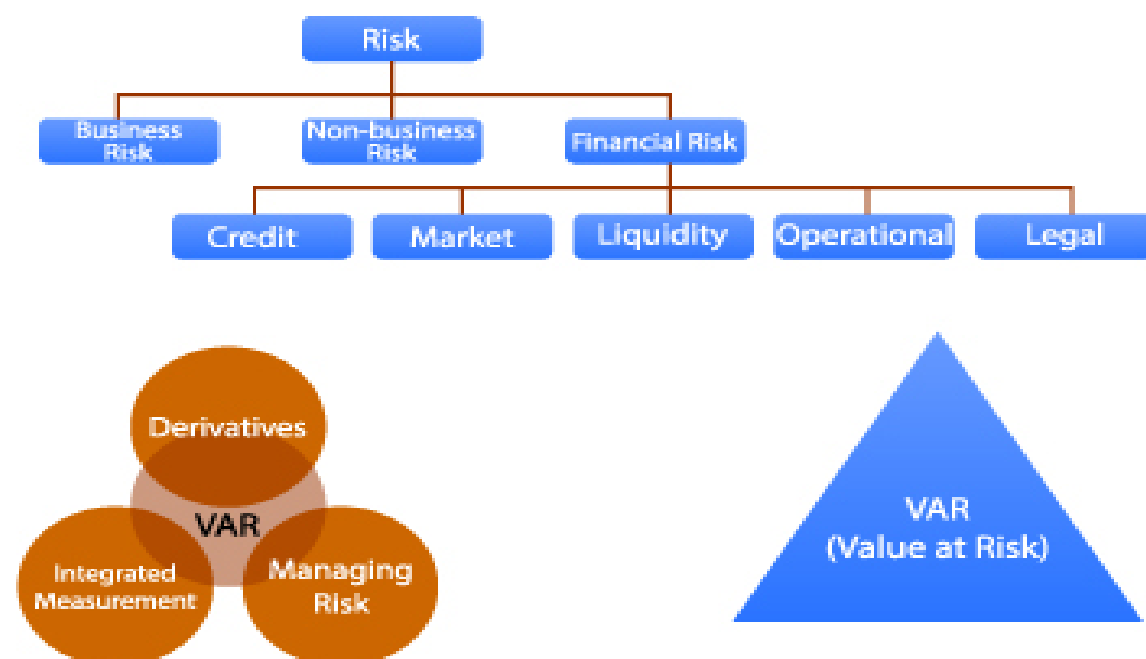 Risk
Business
Risk
Non-business
Risk
Financial Risk
Credit
Market
Liquidity
Operational
Legal
Derivatives
VAR
Integrated
Measurement
Managing
Risk
VAR
(Value at Risk)